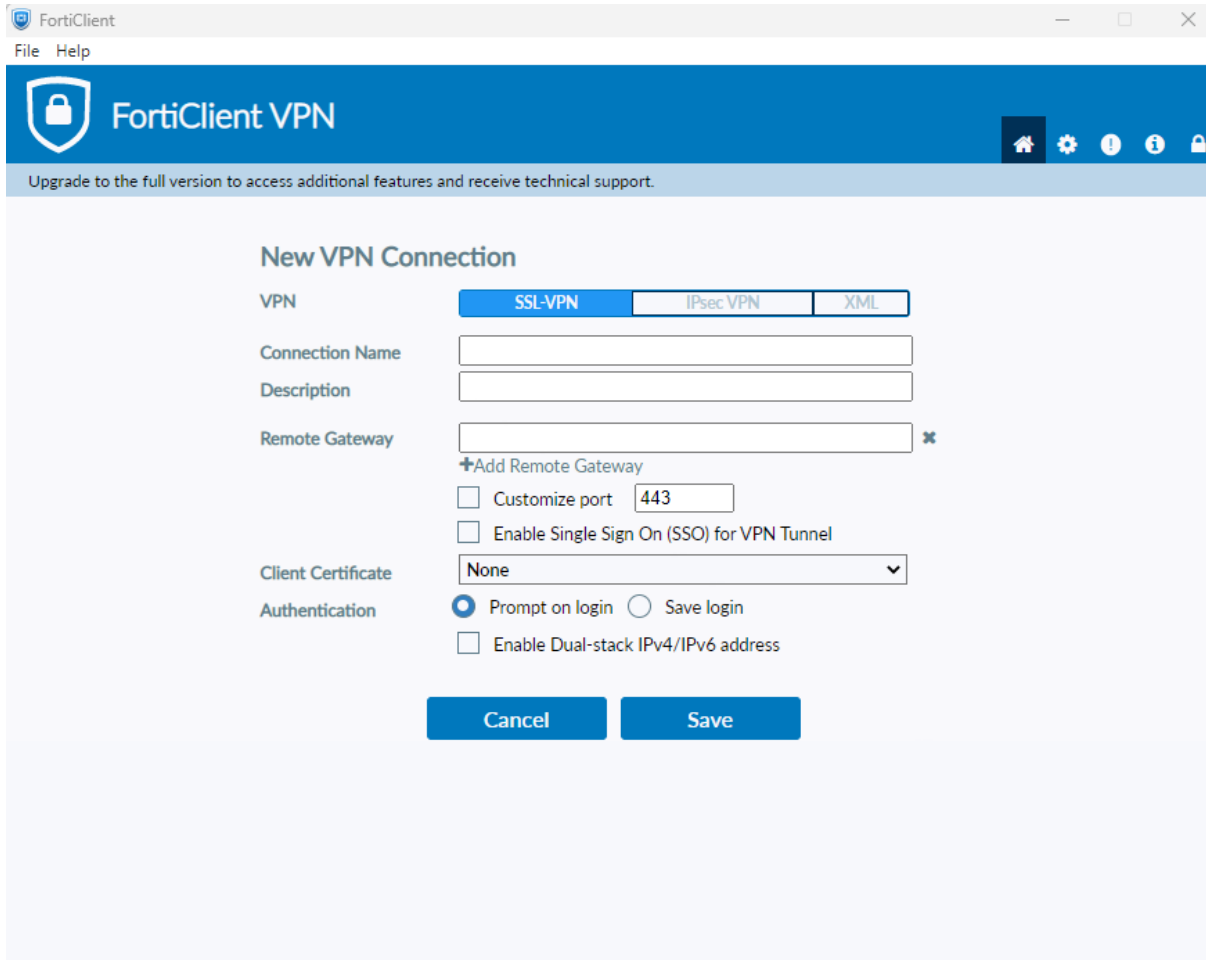 FortiClient
File Help
FortiClient VPN
Upgrade to the full version to access additional features and receive technical support.
New VPN Connection
VPN SSL-VPN IPsec VPN XML
Connection Name
Description
Remote Gateway
+Add Remote Gateway
Customize port 443
Enable Single Sign On (SSO) for VPN Tunnel
Client Certificate None
Authentication Prompt on login Save login
Enable Dual-stack IPv4/IPv6 address
Cancel Save